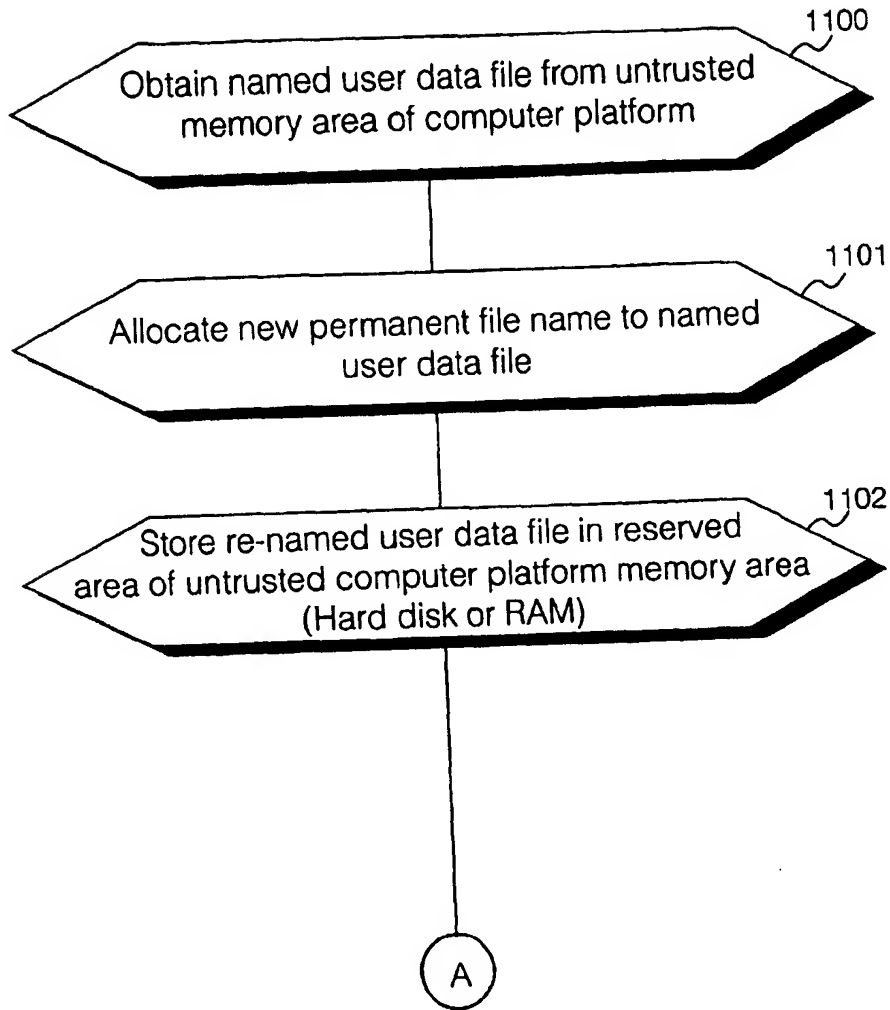 1100
Obtain named user data file from untrusted
memory area of computer platform
1101
Allocate new permanent file name to named
user data file
1102
Store re-named user data file in reserved
area of untrusted computer platform memory area
(Hard disk or RAM)
A